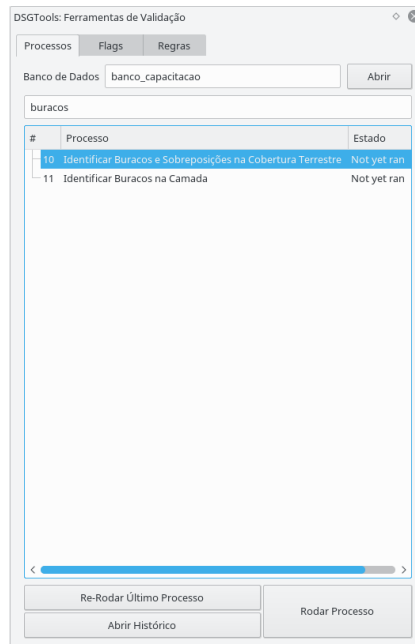 DSGTools: Ferramentas de Validação
Processos Flags Regras
Banco de Dados banco_capacitacao Abrir
buracos
# Processo Estado
10 Identificar Buracos e Sobreposições na Cobertura Terrestre Not yet ran
11 Identificar Buracos na Camada Not yet ran
Re-Rodar Último Processo
Rodar Processo
Abrir Histórico